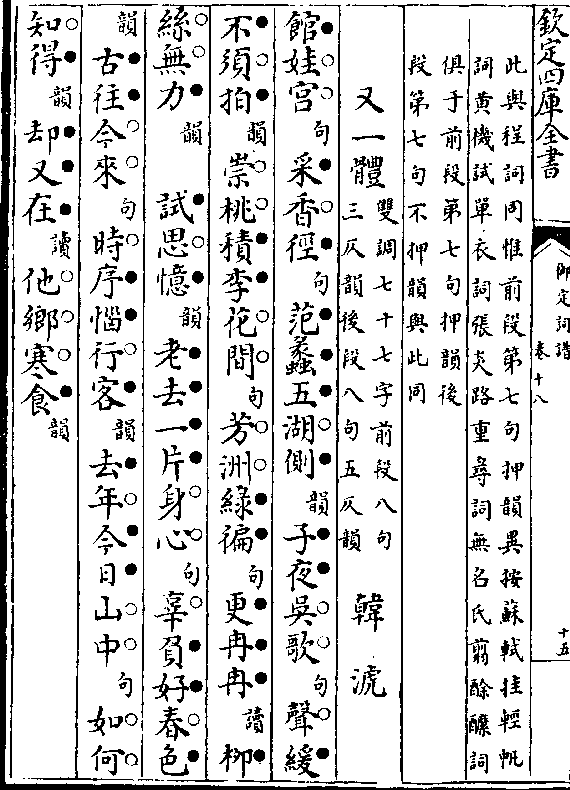 欽定四庫全書
御定詞譜
卷十八
十五
此與程詞同惟前段第七句押韻異按蘇軾挂輕帆
詞黄機試單衣詞張炎路重尋詞無名氏翦酴醾詞
俱于前段第七句押韻後
段第七句不押韻與此同
又一體
雙調七十七字前段八句
三仄韻後段八句五仄韻
韓淲
館娃宫句采香徑句范蠡五湖側韻子夜吳歌句聲緩
不須拍韻崇桃積李花間句芳洲綠徧句更冉冉讀柳
絲無力韻 試思憶韻老去一片身心句辜負好春色
韻古往今來句時序惱行客韻去年今日山中句如何
知得韻却又在讀他鄉寒食韻